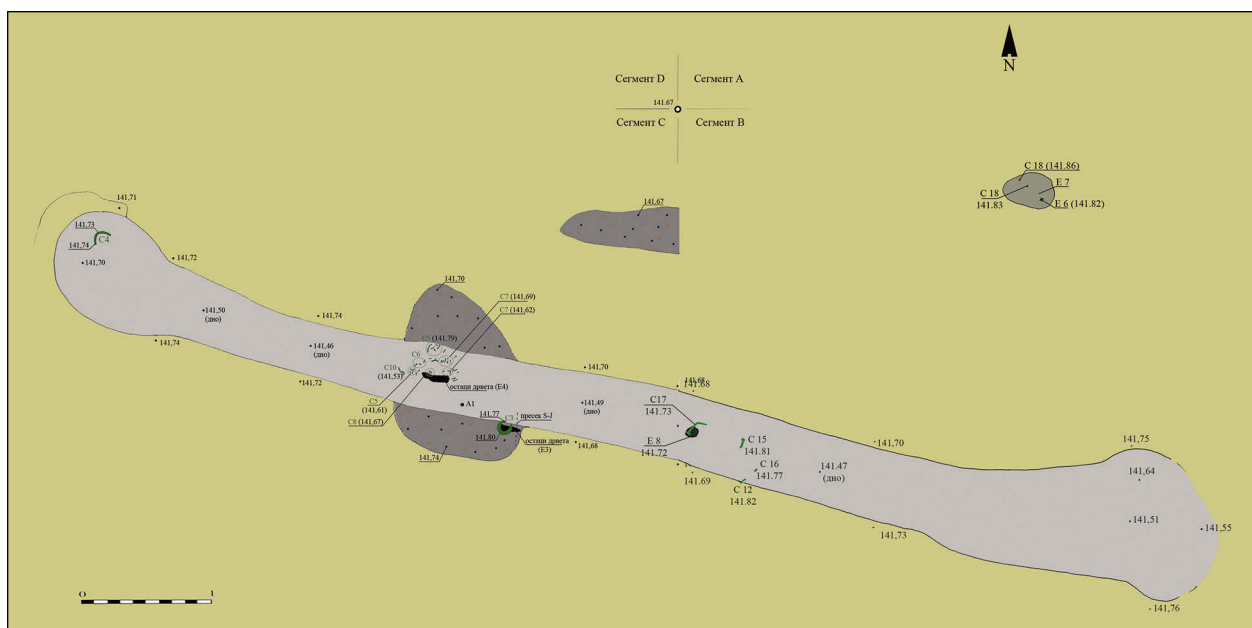 N
Сегмент D
Сегмент A
141.67
Сегмент C
Сегмент B
C 18 (141.86)
C 18
141.83
E 7
E 6 (141.82)
141,67
141,71
141,73
141,74
C4
141,70
141,72
141,74
141,50
(дно)
141,74
141,46
(дно)
141,72
141,70
C7 (141,69)
C7 (141,62)
C5 (141,79)
C6
C10
(141,53)
C5
(141,61)
C8 (141,67)
остаци дрвета (E4)
A1
141,77
C3
пресек S-J
141,80
остаци дрвета
(E3)
141,74
141,70
141,49
(дно)
141,68
141,68
141.68
C17
141.73
E 8
141.72
141.69
C 15
141.81
C 16
141.77
C 12
141.82
141.47
(дно)
141,70
141,73
141,75
141,64
141,51
141,55
141,76
O
1